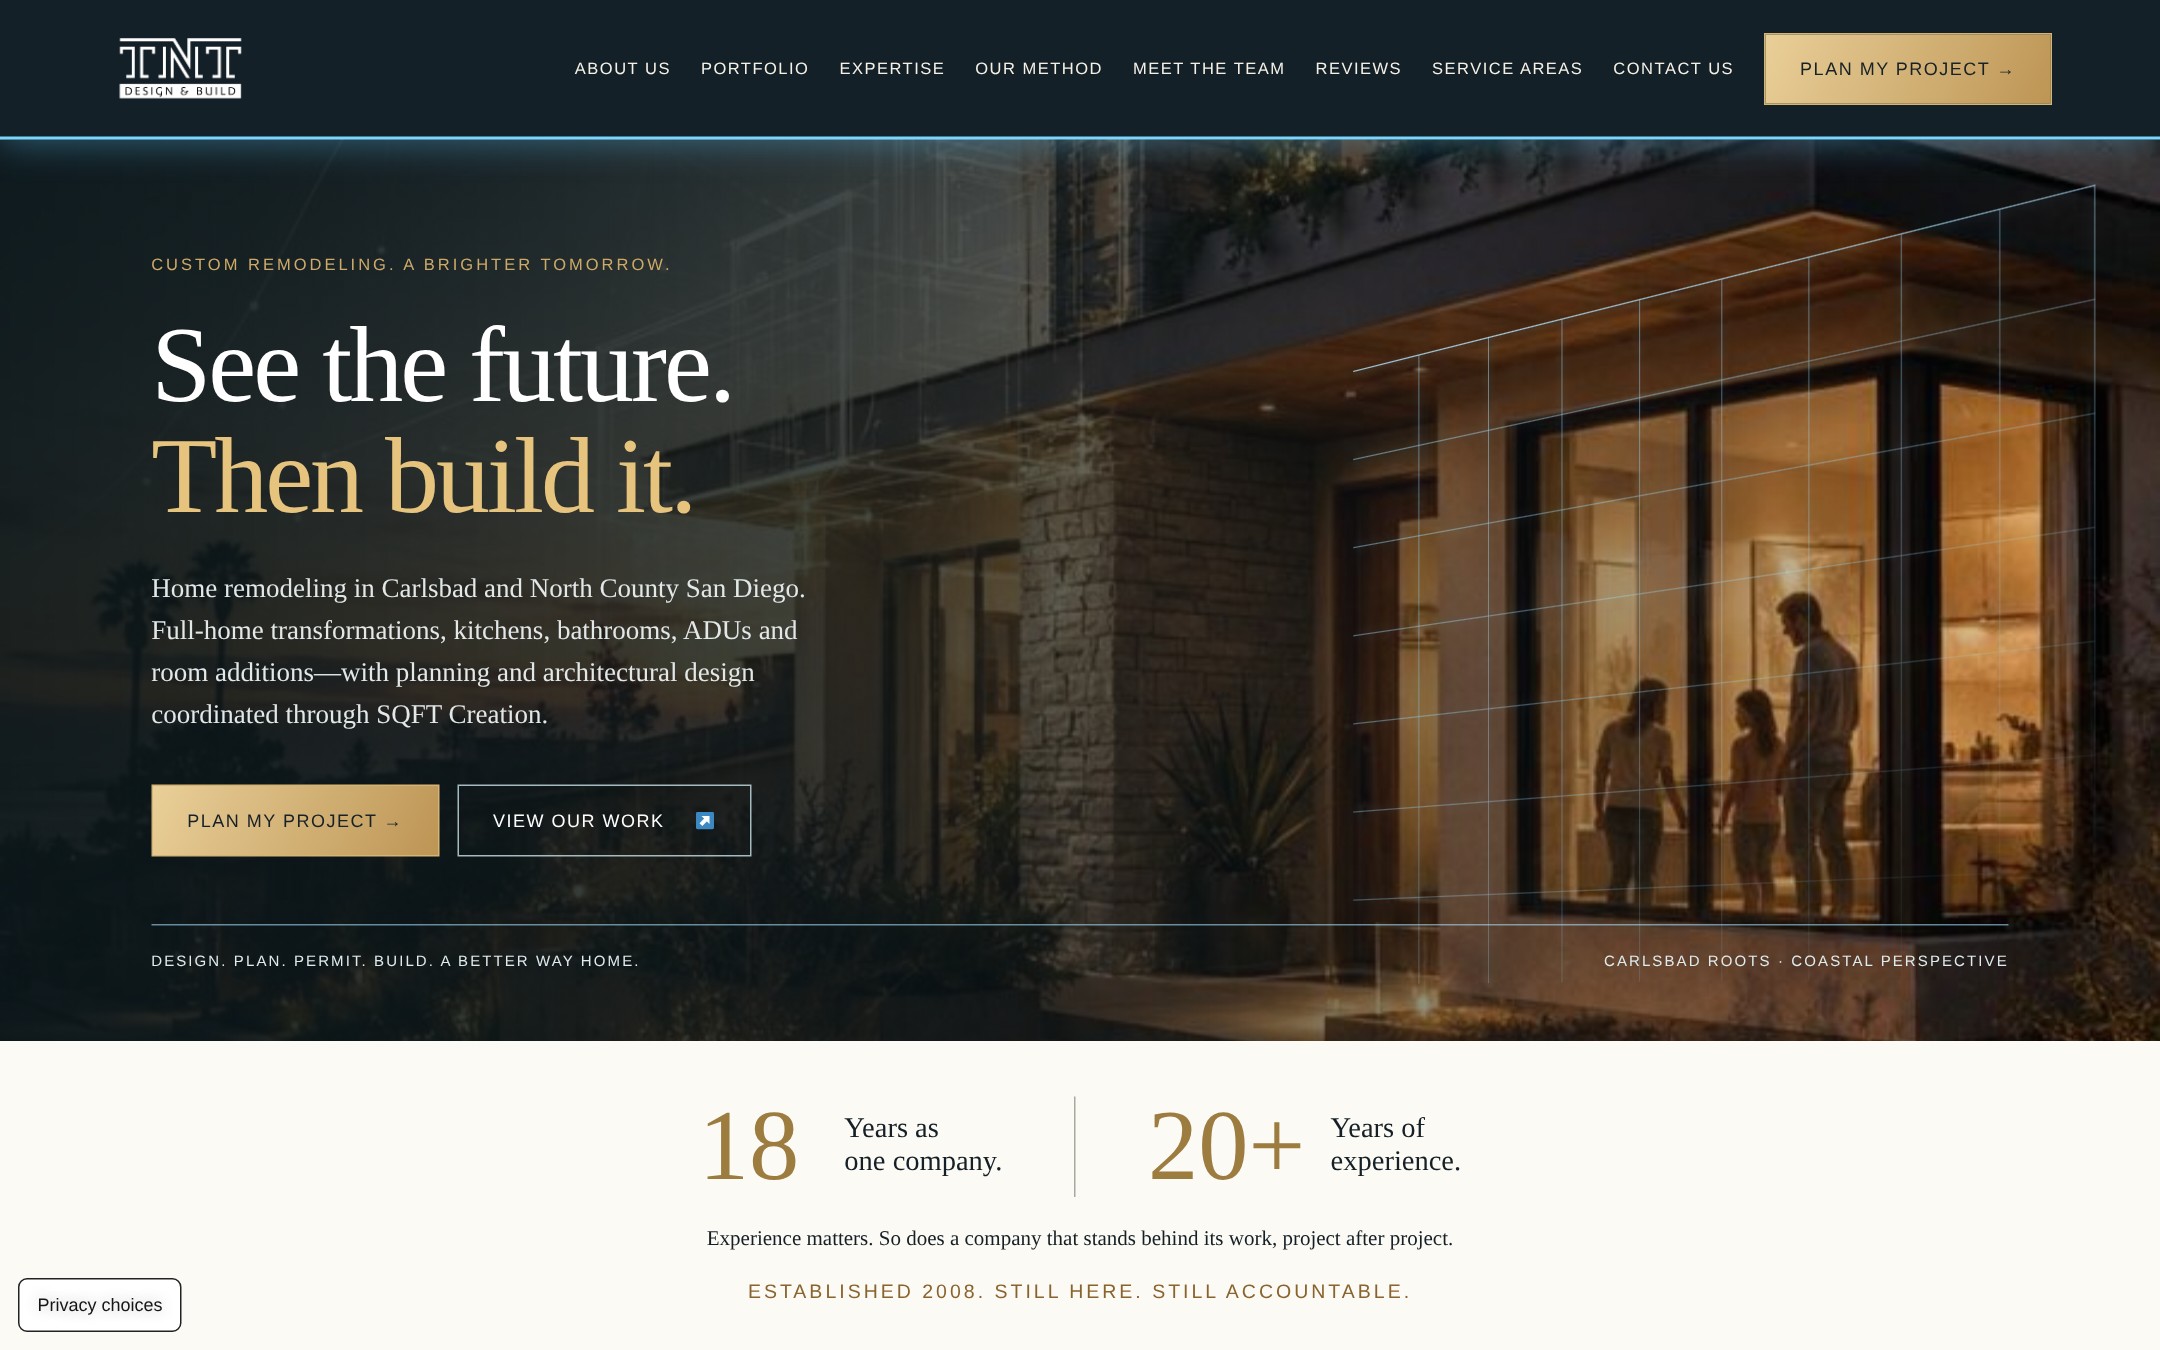 TNT
DESIGN & BUILD
ABOUT US
PORTFOLIO
EXPERTISE
OUR METHOD
MEET THE TEAM
REVIEWS
SERVICE AREAS
CONTACT US
PLAN MY PROJECT →
CUSTOM REMODELING. A BRIGHTER TOMORROW.
See the future.
Then build it.
Home remodeling in Carlsbad and North County San Diego.
Full-home transformations, kitchens, bathrooms, ADUs and
room additions—with planning and architectural design
coordinated through SQFT Creation.
PLAN MY PROJECT →
VIEW OUR WORK ↗
DESIGN. PLAN. PERMIT. BUILD. A BETTER WAY HOME.
CARLSBAD ROOTS · COASTAL PERSPECTIVE
18
Years as
one company.
20+
Years of
experience.
Experience matters. So does a company that stands behind its work, project after project.
ESTABLISHED 2008. STILL HERE. STILL ACCOUNTABLE.
Privacy choices